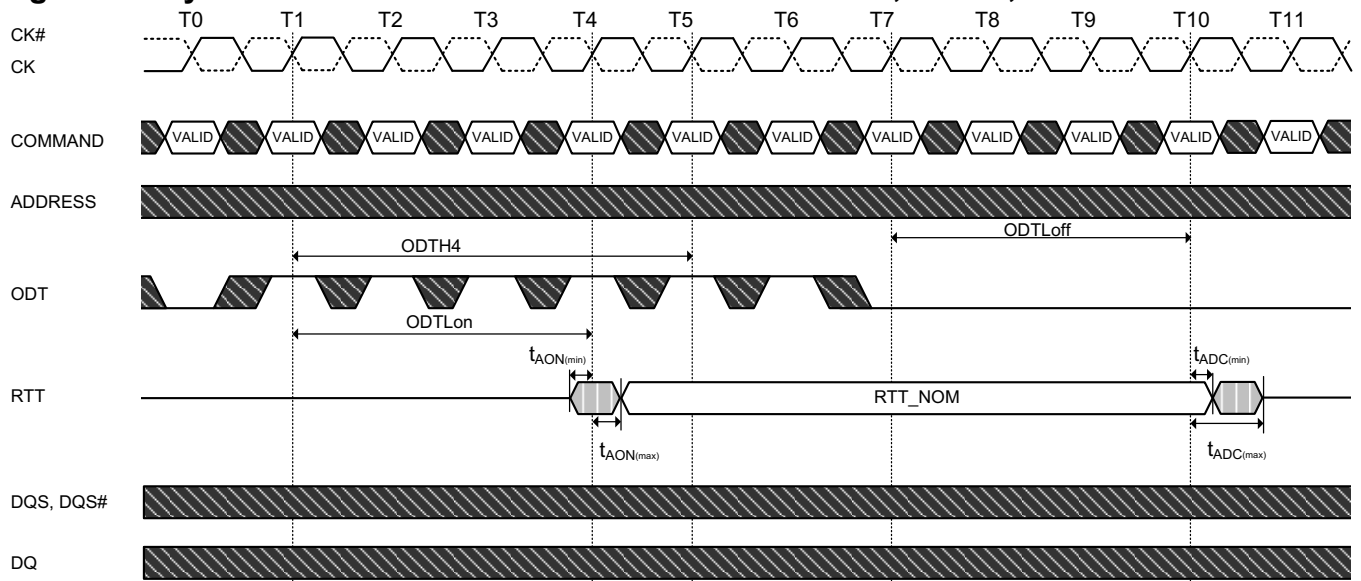 T0 T1 T2 T3 T4 T5 T6 T7 T8 T9 T10 T11
CK#
CK
COMMAND VALID VALID VALID VALID VALID VALID VALID VALID VALID VALID VALID VALID
ADDRESS
ODTLoff
ODTH4
ODT
ODTLon
tAON(min) tADC(min)
RTT RTT_NOM
tAON(max) tADC(max)
DQS, DQS#
DQ